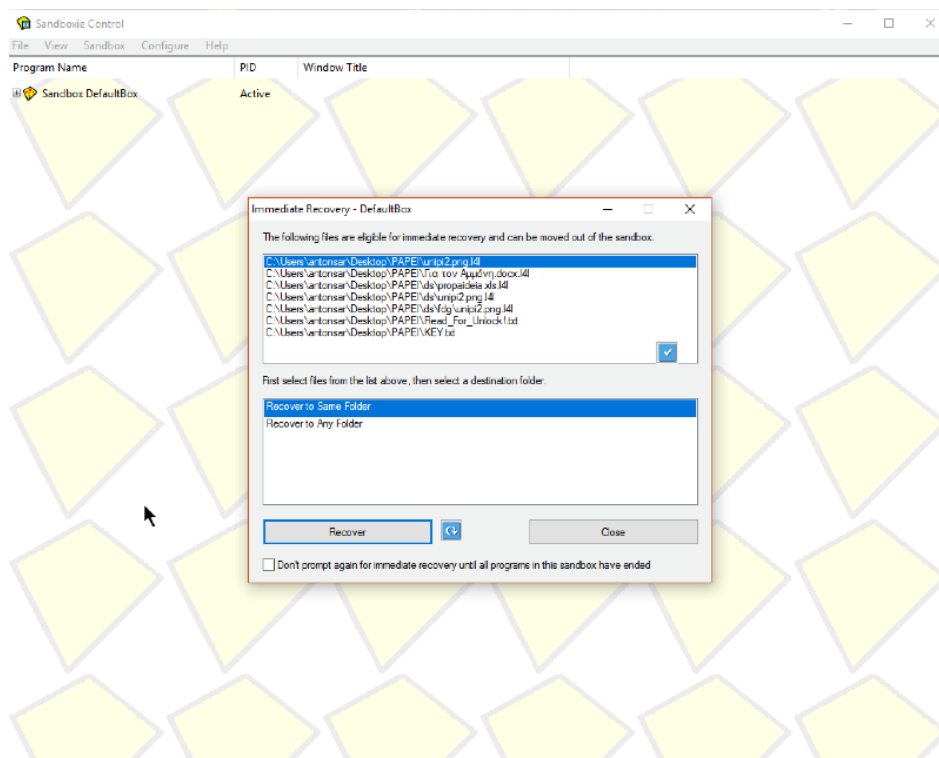 Sandboxie Control
File View Sandbox Configure Help
Program Name PID Window Title
Sandbox DefaultBox Active
Immediate Recovery - DefaultBox
The following files are eligible for immediate recovery and can be moved out of the sandbox.
C:\Users\antonsar\Desktop\PAPEI\unipi2.png.l4l
C:\Users\antonsar\Desktop\PAPEI\Για τον Αμμάνη.docx.l4l
C:\Users\antonsar\Desktop\PAPEI\ds\propaideia.xls.l4l
C:\Users\antonsar\Desktop\PAPEI\ds\unipi2.png.l4l
C:\Users\antonsar\Desktop\PAPEI\ds\fdg\unipi2.png.l4l
C:\Users\antonsar\Desktop\PAPEI\Read_For_Unlock!.txt
C:\Users\antonsar\Desktop\PAPEI\KEY.txt
First select files from the list above, then select a destination folder.
Recover to Same Folder
Recover to Any Folder
Recover Close
Don't prompt again for immediate recovery until all programs in this sandbox have ended